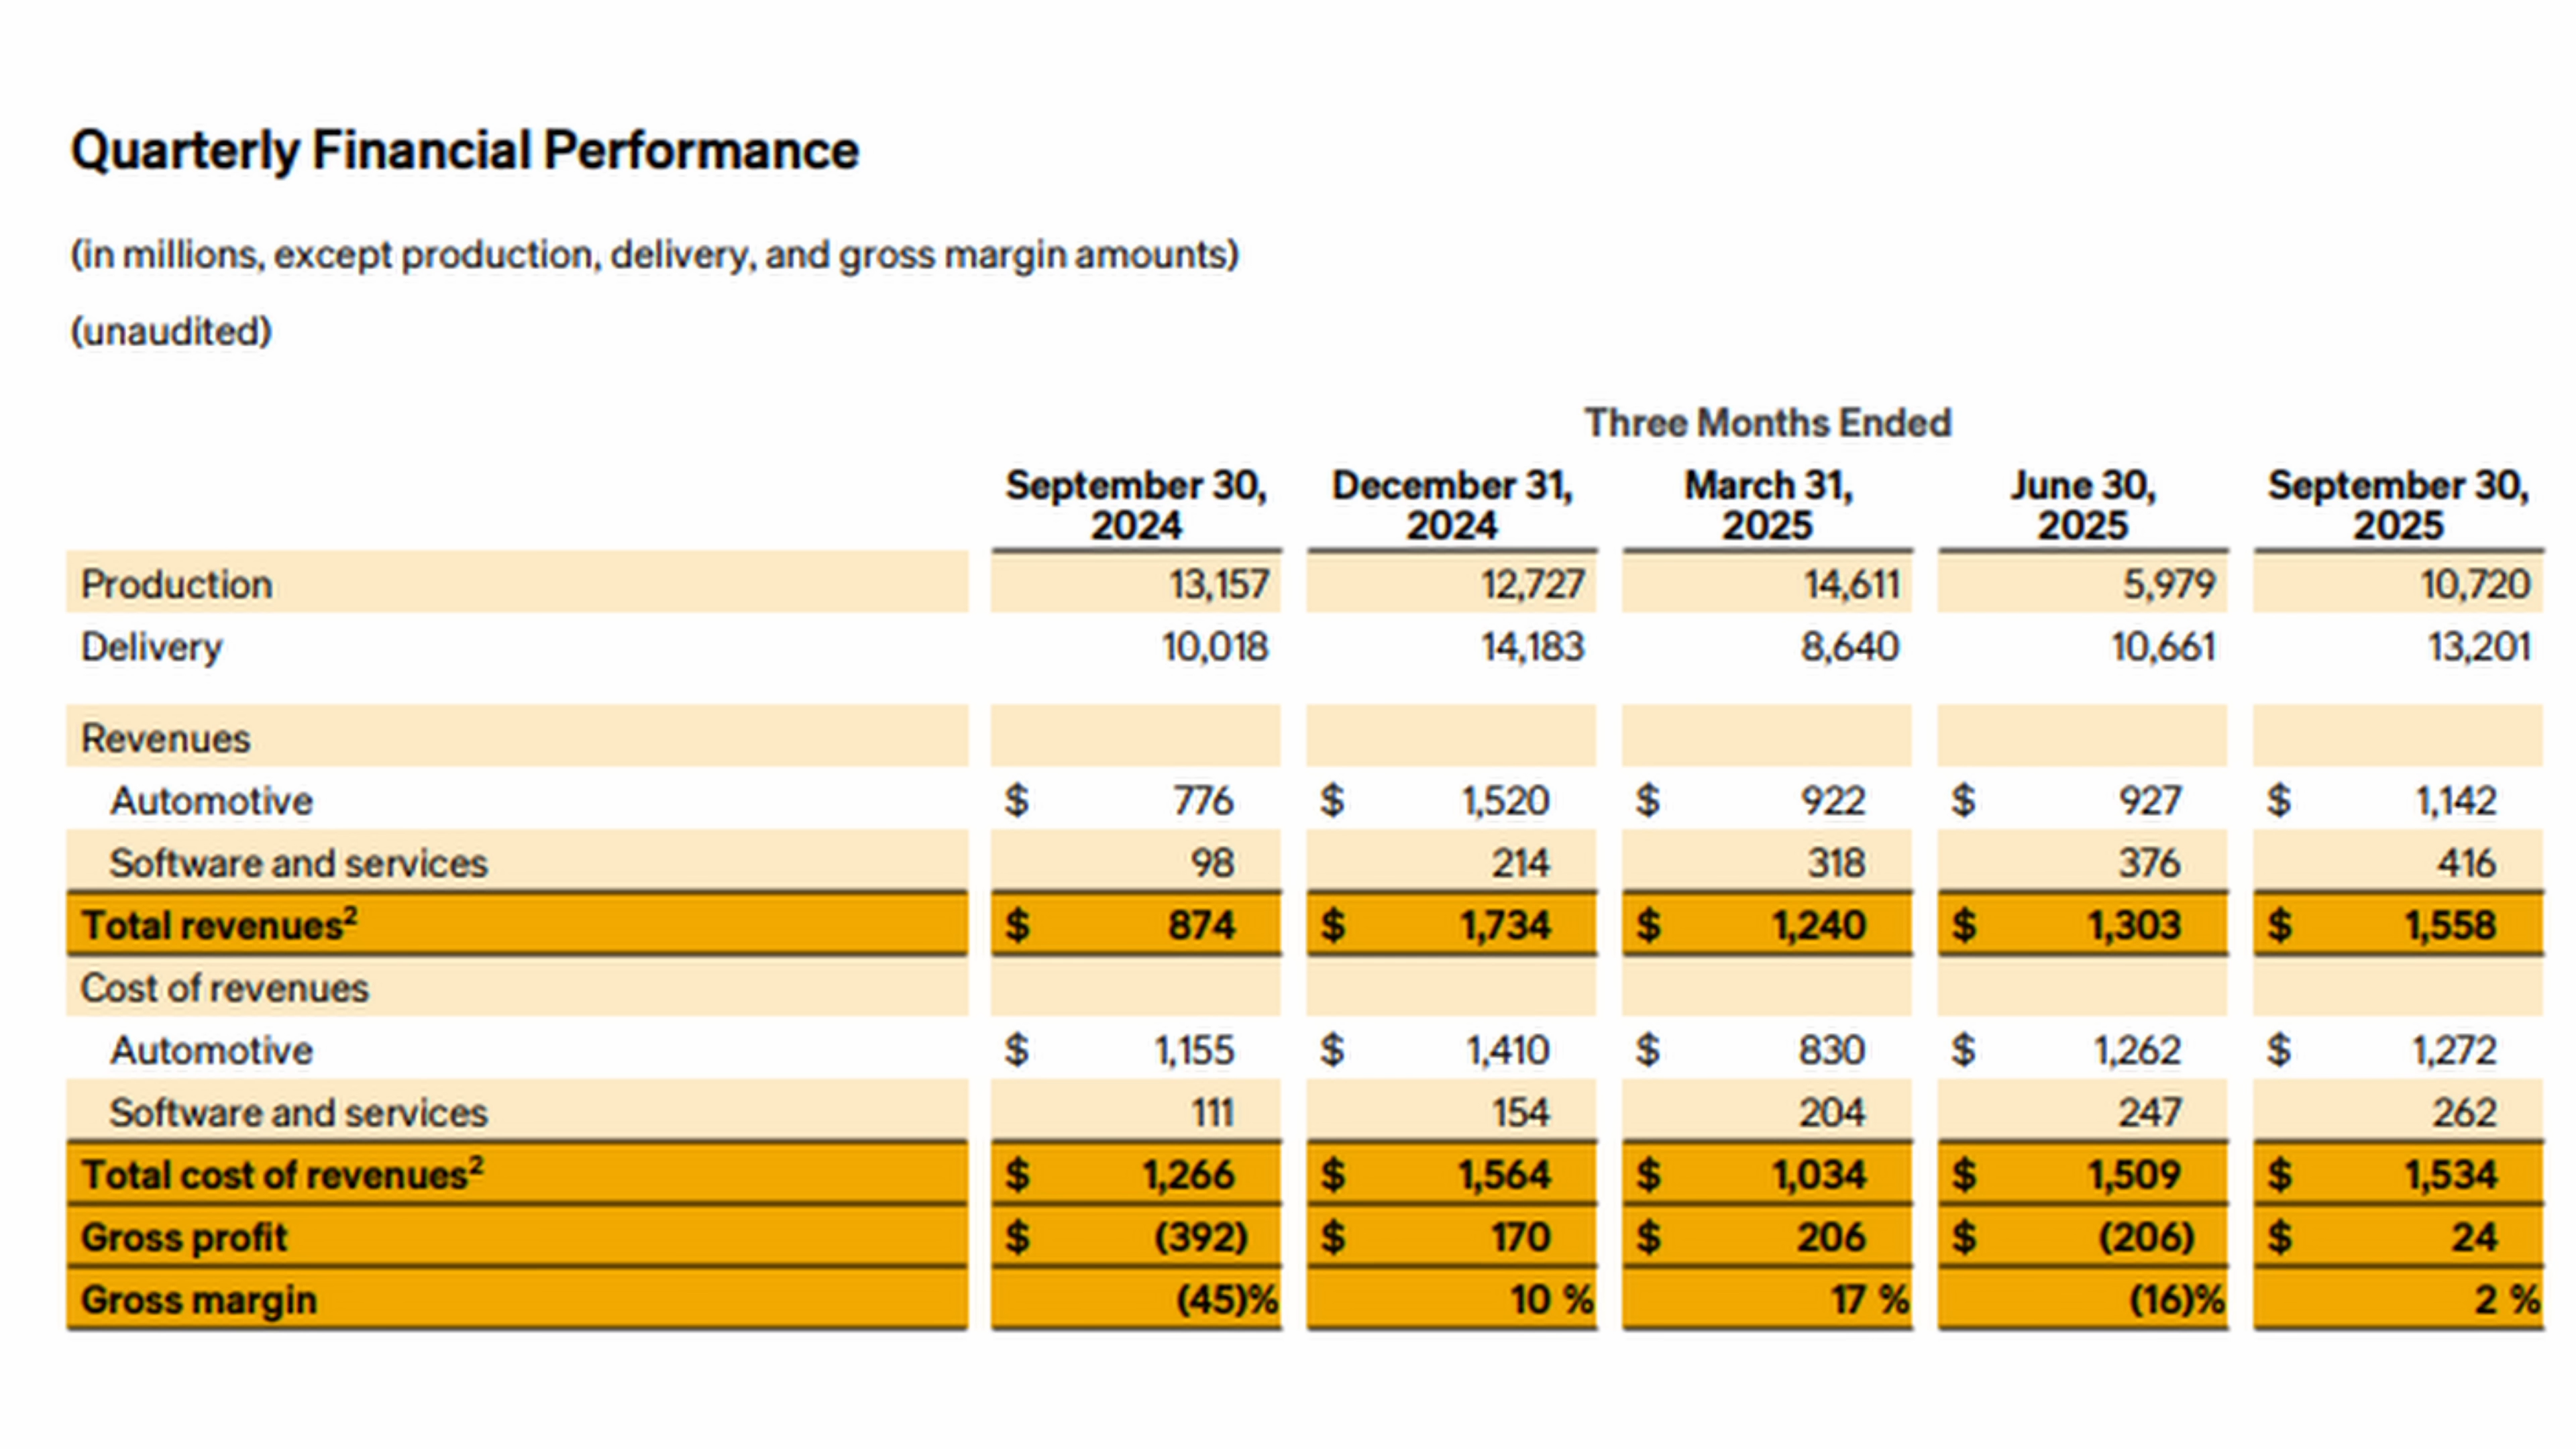 Quarterly Financial Performance
(in millions, except production, delivery, and gross margin amounts)
(unaudited)
Three Months Ended
September 30, 2024 December 31, 2024 March 31, 2025 June 30, 2025 September 30, 2025
Production 13,157 12,727 14,611 5,979 10,720
Delivery 10,018 14,183 8,640 10,661 13,201
Revenues
Automotive $ 776 $ 1,520 $ 922 $ 927 $ 1,142
Software and services 98 214 318 376 416
Total revenues² $ 874 $ 1,734 $ 1,240 $ 1,303 $ 1,558
Cost of revenues
Automotive $ 1,155 $ 1,410 $ 830 $ 1,262 $ 1,272
Software and services 111 154 204 247 262
Total cost of revenues² $ 1,266 $ 1,564 $ 1,034 $ 1,509 $ 1,534
Gross profit $ (392) $ 170 $ 206 $ (206) $ 24
Gross margin (45)% 10 % 17 % (16)% 2 %